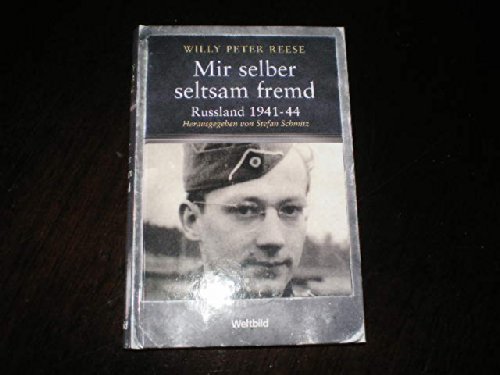 WILLY PETER REESE
Mir selber
seltsam fremd
Russland 1941-44
Herausgegeben von Stefan Schmitz
Weltbild